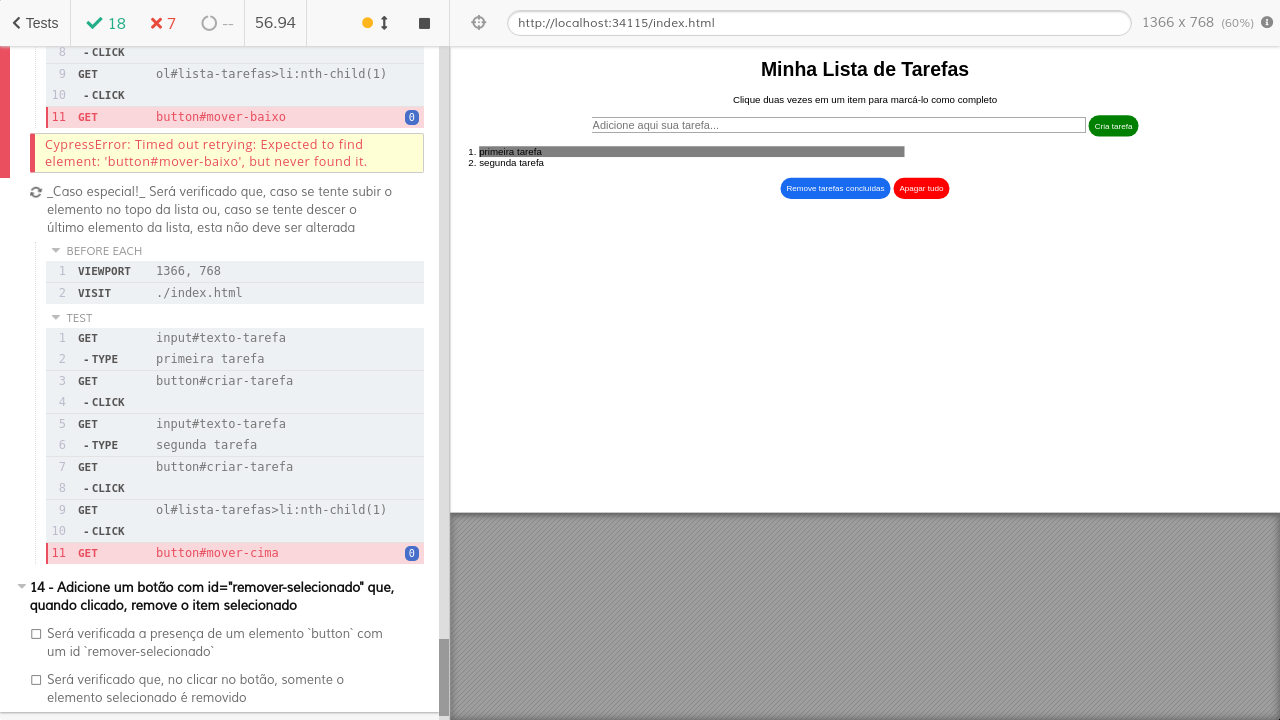 Tests
18
7
--
56.94
8 -CLICK
9 GET ol#lista-tarefas>li:nth-child(1)
10 -CLICK
11 GET button#mover-baixo 0
CypressError: Timed out retrying: Expected to find
element: 'button#mover-baixo', but never found it.
_Caso especial!_ Será verificado que, caso se tente subir o
elemento no topo da lista ou, caso se tente descer o
último elemento da lista, esta não deve ser alterada
BEFORE EACH
1 VIEWPORT 1366, 768
2 VISIT ./index.html
TEST
1 GET input#texto-tarefa
2 -TYPE primeira tarefa
3 GET button#criar-tarefa
4 -CLICK
5 GET input#texto-tarefa
6 -TYPE segunda tarefa
7 GET button#criar-tarefa
8 -CLICK
9 GET ol#lista-tarefas>li:nth-child(1)
10 -CLICK
11 GET button#mover-cima 0
14 - Adicione um botão com id="remover-selecionado" que,
quando clicado, remove o item selecionado
Será verificada a presença de um elemento `button` com
um id `remover-selecionado`
Será verificado que, no clicar no botão, somente o
elemento selecionado é removido
http://localhost:34115/index.html
1366 x 768 (60%)
Minha Lista de Tarefas
Clique duas vezes em um item para marcá-lo como completo
Adicione aqui sua tarefa...
Cria tarefa
1. primeira tarefa
2. segunda tarefa
Remove tarefas concluidas
Apagar tudo